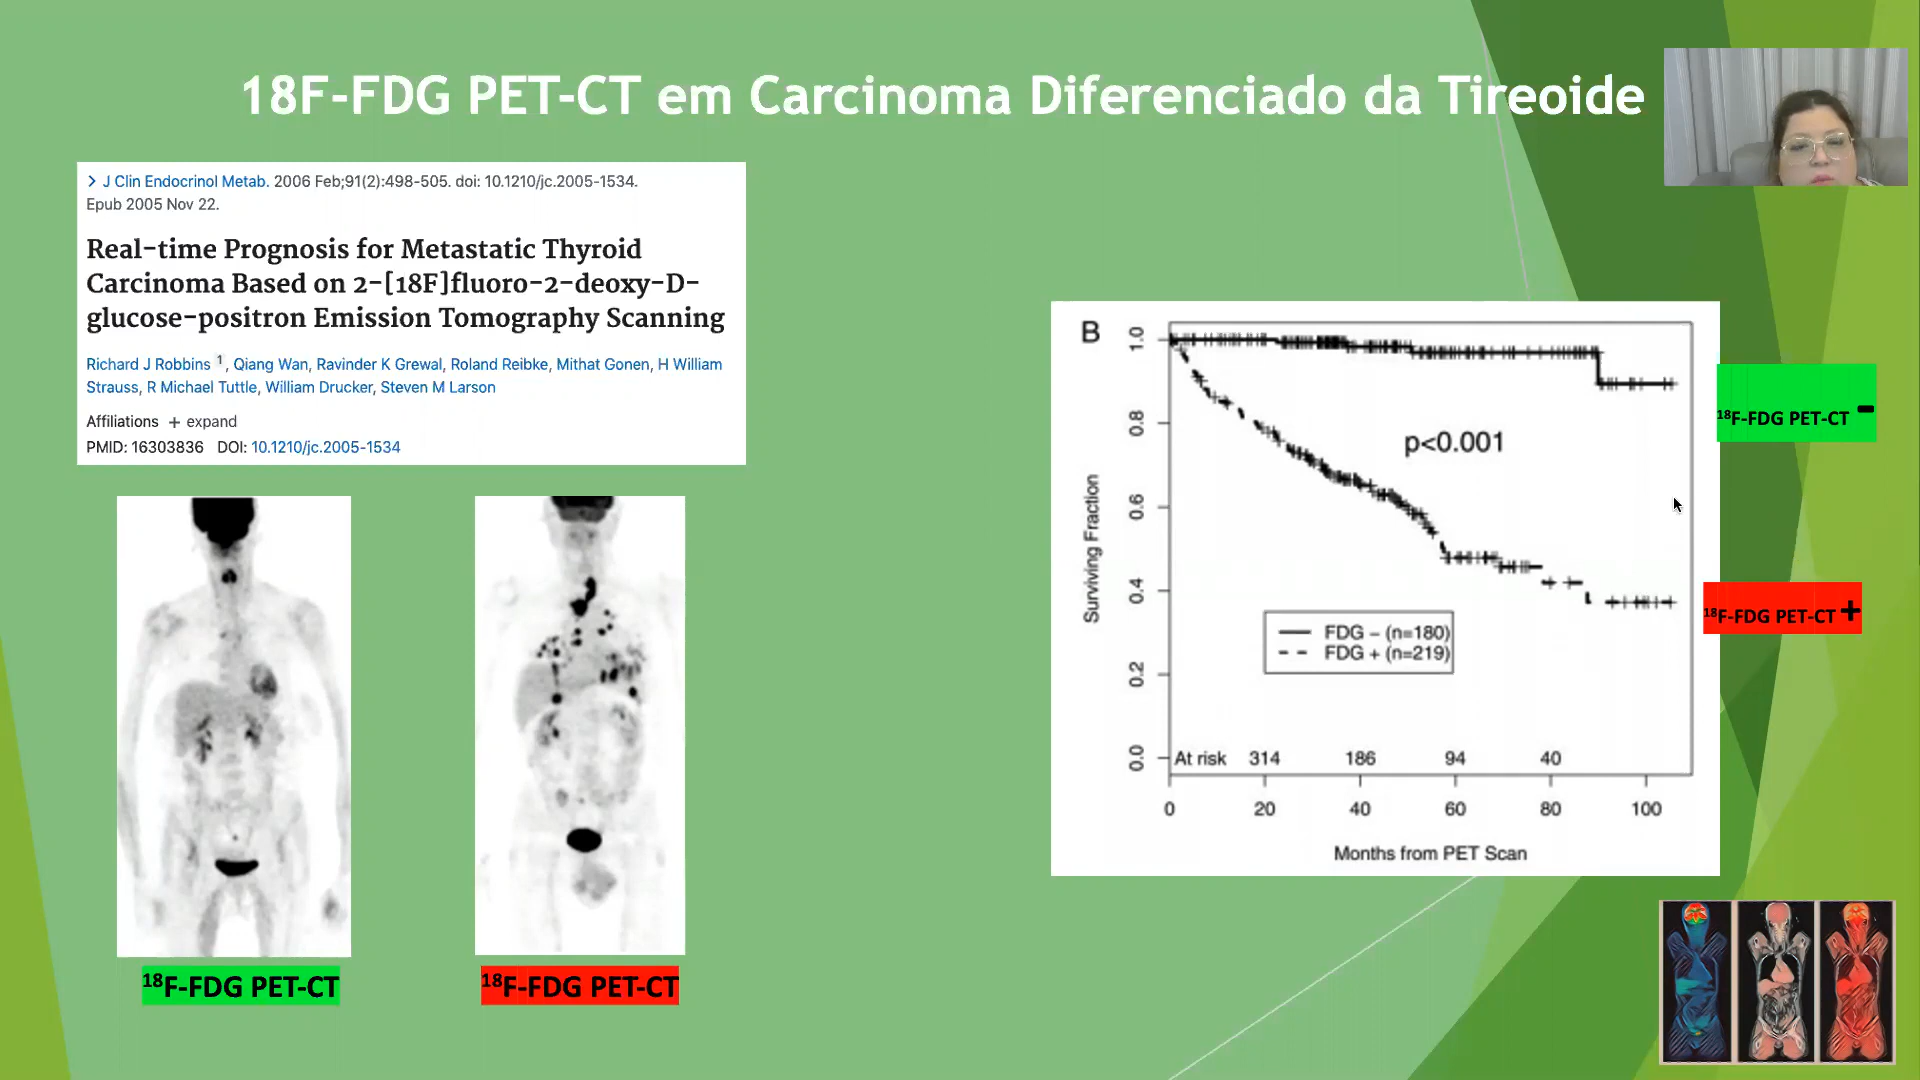 18F-FDG PET-CT em Carcinoma Diferenciado da Tireoide
> J Clin Endocrinol Metab. 2006 Feb;91(2):498-505. doi: 10.1210/jc.2005-1534.
Epub 2005 Nov 22.
Real-time Prognosis for Metastatic Thyroid
Carcinoma Based on 2-[18F]fluoro-2-deoxy-D-
glucose-positron Emission Tomography Scanning
Richard J Robbins 1, Qiang Wan, Ravinder K Grewal, Roland Reibke, Mithat Gonen, H William
Strauss, R Michael Tuttle, William Drucker, Steven M Larson
Affiliations + expand
PMID: 16303836 DOI: 10.1210/jc.2005-1534
18F-FDG PET-CT
18F-FDG PET-CT
B
Surviving Fraction
1.0
0.8
0.6
0.4
0.2
0.0
p<0.001
FDG – (n=180)
FDG + (n=219)
At risk 314 186 94 40
0 20 40 60 80 100
Months from PET Scan
18F-FDG PET-CT -
18F-FDG PET-CT +